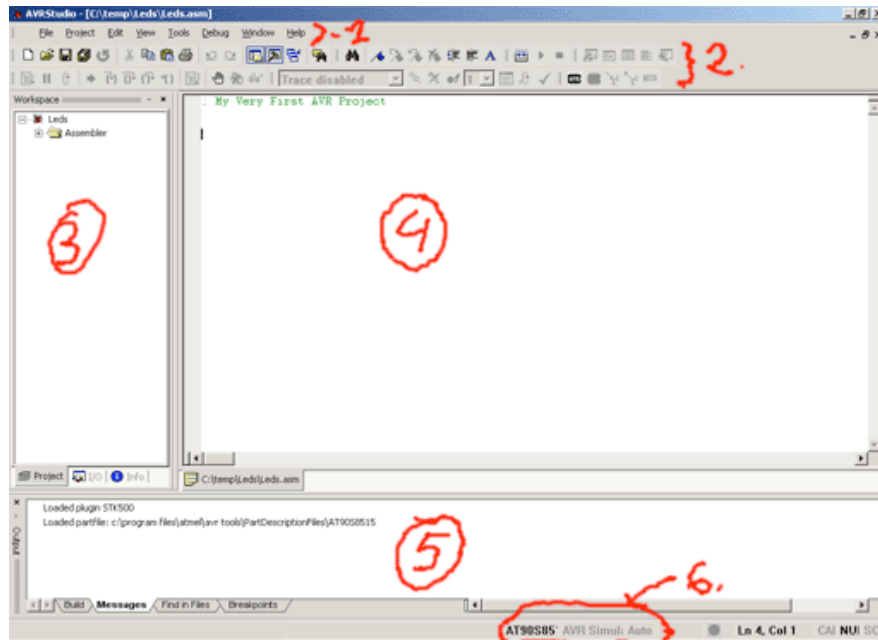 AVRStudio - [C:\temp\Leds\Leds.asm]
File Project Edit View Tools Debug Window Help >-1
}2.
Trace disabled
Workspace
; My Very First AVR Project
Leds
Assembler
3
4
Project I/O Info
C:\temp\Leds\Leds.asm
Output
Loaded plugin STK500
Loaded partfile: c:\program files\atmel\avr tools\PartDescriptionFiles\AT90S8515
5
6.
Build Messages Find in Files Breakpoints
AT90S85 AVR Simul Auto Ln 4, Col 1 CAI NUI